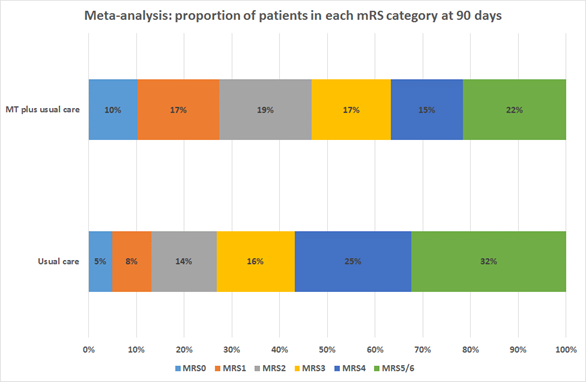 Meta-analysis: proportion of patients in each mRS category at 90 days
MT plus usual care
10% 17% 19% 17% 15% 22%
Usual care
5% 8% 14% 16% 25% 32%
0% 10% 20% 30% 40% 50% 60% 70% 80% 90% 100%
MRS0 MRS1 MRS2 MRS3 MRS4 MRS5/6